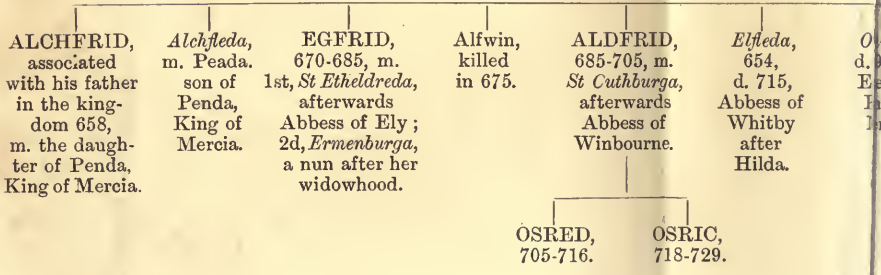 ALCHFRID,
associated
with his father
in the king-
dom 658,
m. the daugh-
ter of Penda,
King of Mercia.
Alchfleda,
m. Peada.
son of
Penda,
King of
Mercia.
EGFRID,
670-685, m.
1st, St Etheldreda,
afterwards
Abbess of Ely ;
2d, Ermenburga,
a nun after her
widowhood.
Alfwin,
killed
in 675.
ALDFRID,
685-705, m.
St Cuthburga,
afterwards
Abbess of
Winbourne.
Elfleda,
654,
d. 715,
Abbess of
Whitby
after
Hilda.
O
d.
OSRED,
705-716.
OSRIC,
718-729.